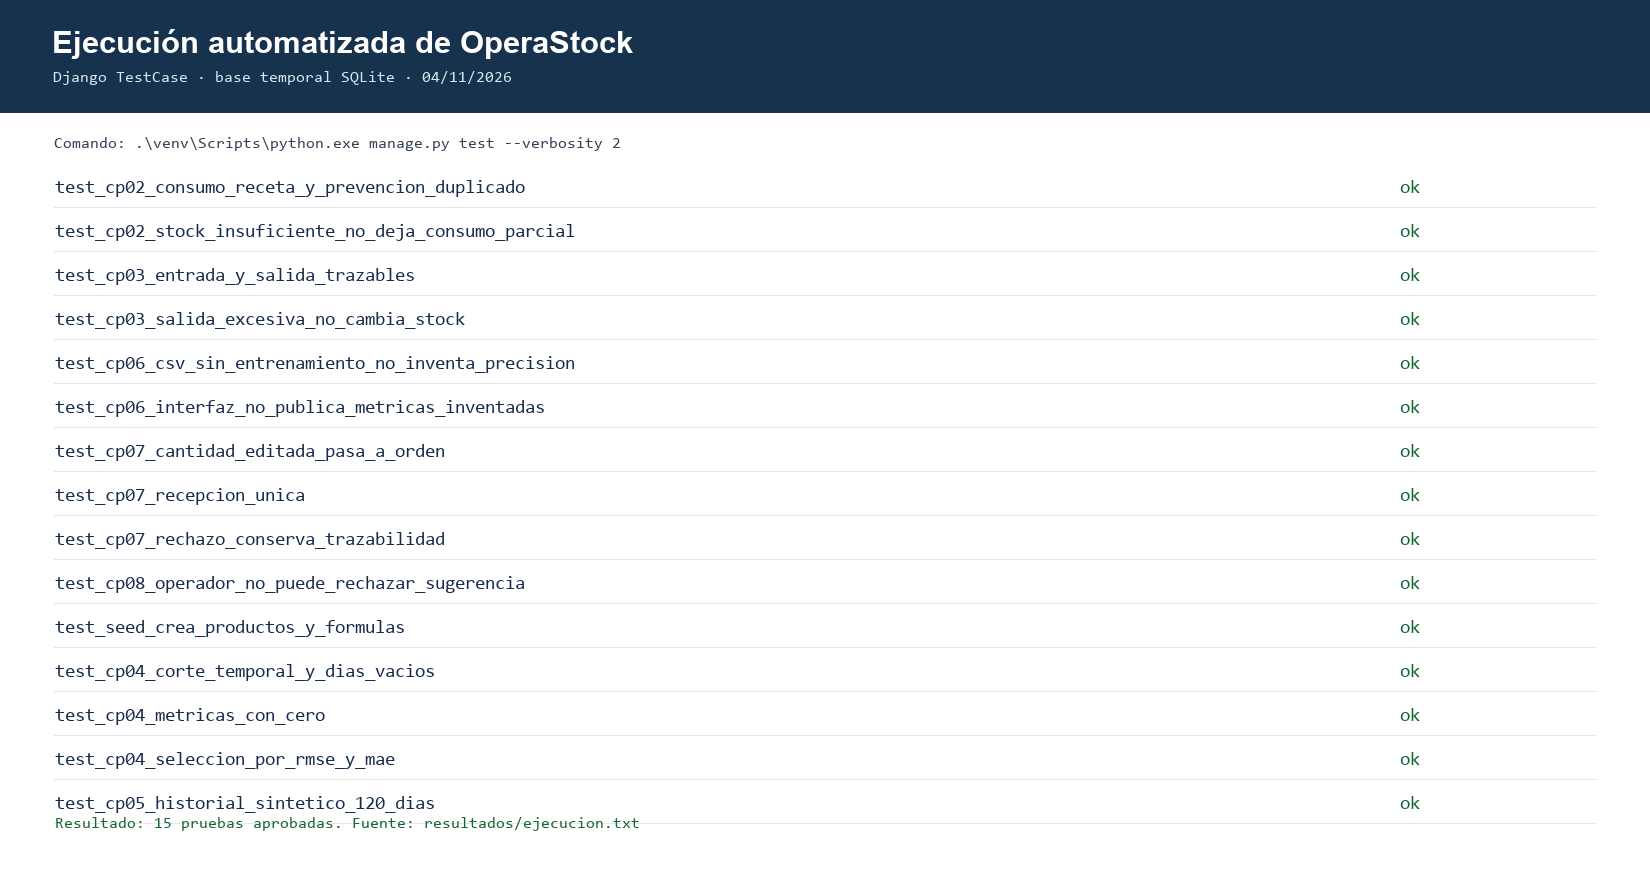 Ejecución automatizada de OperaStock
Django TestCase · base temporal SQLite · 04/11/2026
Comando: .\venv\Scripts\python.exe manage.py test --verbosity 2
test_cp02_consumo_receta_y_prevencion_duplicado ok
test_cp02_stock_insuficiente_no_deja_consumo_parcial ok
test_cp03_entrada_y_salida_trazables ok
test_cp03_salida_excesiva_no_cambia_stock ok
test_cp06_csv_sin_entrenamiento_no_inventa_precision ok
test_cp06_interfaz_no_publica_metricas_inventadas ok
test_cp07_cantidad_editada_pasa_a_orden ok
test_cp07_recepcion_unica ok
test_cp07_rechazo_conserva_trazabilidad ok
test_cp08_operador_no_puede_rechazar_sugerencia ok
test_seed_crea_productos_y_formulas ok
test_cp04_corte_temporal_y_dias_vacios ok
test_cp04_metricas_con_cero ok
test_cp04_seleccion_por_rmse_y_mae ok
test_cp05_historial_sintetico_120_dias ok
Resultado: 15 pruebas aprobadas. Fuente: resultados/ejecucion.txt